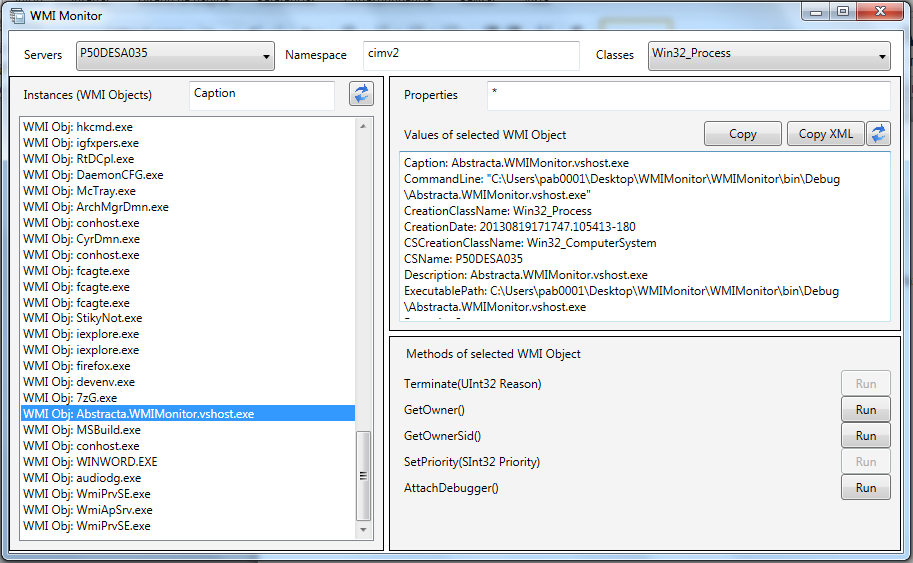 WMI Monitor
Servers P50DESA035 Namespace cimv2 Classes Win32_Process
Instances (WMI Objects) Caption
WMI Obj: hkcmd.exe
WMI Obj: igfxpers.exe
WMI Obj: RtDCpl.exe
WMI Obj: DaemonCFG.exe
WMI Obj: McTray.exe
WMI Obj: ArchMgrDmn.exe
WMI Obj: conhost.exe
WMI Obj: CyrDmn.exe
WMI Obj: conhost.exe
WMI Obj: fcagte.exe
WMI Obj: fcagte.exe
WMI Obj: fcagte.exe
WMI Obj: StikyNot.exe
WMI Obj: iexplore.exe
WMI Obj: iexplore.exe
WMI Obj: firefox.exe
WMI Obj: devenv.exe
WMI Obj: 7zG.exe
WMI Obj: Abstracta.WMIMonitor.vshost.exe
WMI Obj: MSBuild.exe
WMI Obj: conhost.exe
WMI Obj: WINWORD.EXE
WMI Obj: audiodg.exe
WMI Obj: WmiPrvSE.exe
WMI Obj: WmiApSrv.exe
WMI Obj: WmiPrvSE.exe
Properties *
Values of selected WMI Object Copy Copy XML
Caption: Abstracta.WMIMonitor.vshost.exe
CommandLine: "C:\Users\pab0001\Desktop\WMIMonitor\WMIMonitor\bin\Debug
\Abstracta.WMIMonitor.vshost.exe"
CreationClassName: Win32_Process
CreationDate: 20130819171747.105413-180
CSCreationClassName: Win32_ComputerSystem
CSName: P50DESA035
Description: Abstracta.WMIMonitor.vshost.exe
ExecutablePath: C:\Users\pab0001\Desktop\WMIMonitor\WMIMonitor\bin\Debug
\Abstracta.WMIMonitor.vshost.exe
Methods of selected WMI Object
Terminate(UInt32 Reason) Run
GetOwner() Run
GetOwnerSid() Run
SetPriority(SInt32 Priority) Run
AttachDebugger() Run